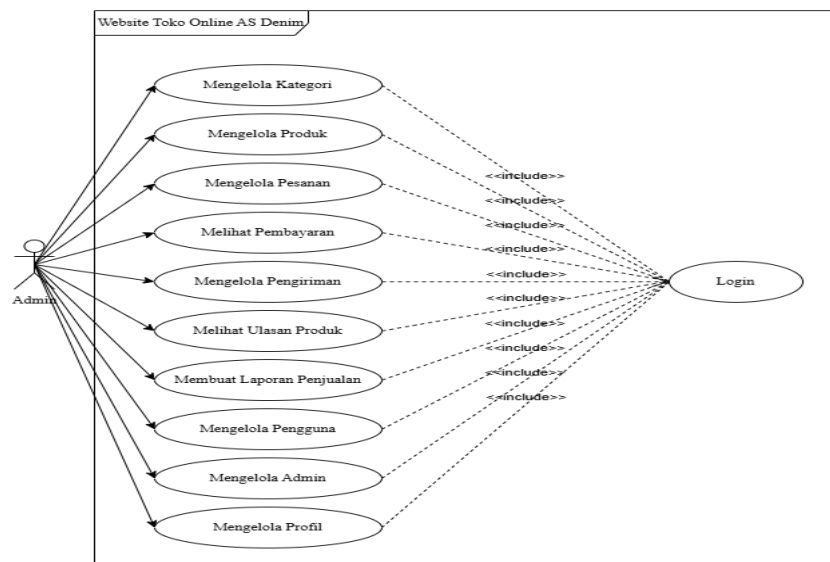 Website Toko Online AS Denim
Mengelola Kategori
Mengelola Produk
Mengelola Pesanan
Melihat Pembayaran
Mengelola Pengiriman
Melihat Ulasan Produk
Membuat Laporan Penjualan
Mengelola Pengguna
Mengelola Admin
Mengelola Profil
Admin
<<include>>
<<include>>
<<include>>
<<include>>
<<include>>
<<include>>
<<include>>
<<include>>
<<include>>
<<include>>
Login